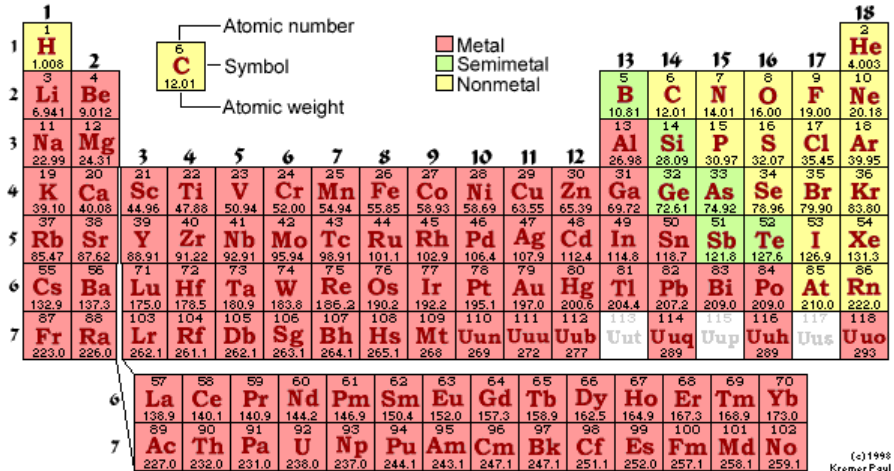 1 18
1 2
1 H He
1.008 4.003
Atomic number
6
C Symbol
12.01
Atomic weight
Metal
Semimetal
Nonmetal
2 13 14 15 16 17
3 4 5 6 7 8 9 10
2 Li Be B C N O F Ne
6.941 9.012 10.81 12.01 14.01 16.00 19.00 20.18
11 12 13 14 15 16 17 18
3 Na Mg Al Si P S Cl Ar
22.99 24.31 26.98 28.09 30.97 32.07 35.45 39.95
3 4 5 6 7 8 9 10 11 12
19 20 21 22 23 24 25 26 27 28 29 30 31 32 33 34 35 36
4 K Ca Sc Ti V Cr Mn Fe Co Ni Cu Zn Ga Ge As Se Br Kr
39.10 40.08 44.96 47.88 50.94 52.00 54.94 55.85 58.93 58.69 63.55 65.39 69.72 72.61 74.92 78.96 79.90 83.80
37 38 39 40 41 42 43 44 45 46 47 48 49 50 51 52 53 54
5 Rb Sr Y Zr Nb Mo Tc Ru Rh Pd Ag Cd In Sn Sb Te I Xe
85.47 87.62 88.91 91.22 92.91 95.94 98.91 101.1 102.9 106.4 107.9 112.4 114.8 118.7 121.8 127.6 126.9 131.3
55 56 71 72 73 74 75 76 77 78 79 80 81 82 83 84 85 86
6 Cs Ba Lu Hf Ta W Re Os Ir Pt Au Hg Tl Pb Bi Po At Rn
132.9 137.3 175.0 178.5 180.9 183.8 186.2 190.2 192.2 195.1 197.0 200.6 204.4 207.2 209.0 209.0 210.0 222.0
87 88 103 104 105 106 107 108 109 110 111 112 113 114 115 116 117 118
7 Fr Ra Lr Rf Db Sg Bh Hs Mt Uun Uuu Uub Uut Uuq Uup Uuh Uus Uuo
223.0 226.0 262.1 261.1 262.1 263.1 264.1 265.1 268 269 272 277 289 289 293
57 58 59 60 61 62 63 64 65 66 67 68 69 70
6 La Ce Pr Nd Pm Sm Eu Gd Tb Dy Ho Er Tm Yb
138.9 140.1 140.9 144.2 146.9 150.4 152.0 157.3 158.9 162.5 164.9 167.3 168.9 173.0
89 90 91 92 93 94 95 96 97 98 99 100 101 102
7 Ac Th Pa U Np Pu Am Cm Bk Cf Es Fm Md No
227.0 232.0 231.0 238.0 237.0 244.1 243.1 247.1 247.1 251.1 252.0 257.1 258.1 259.1
(c)1998
Kremer Paul